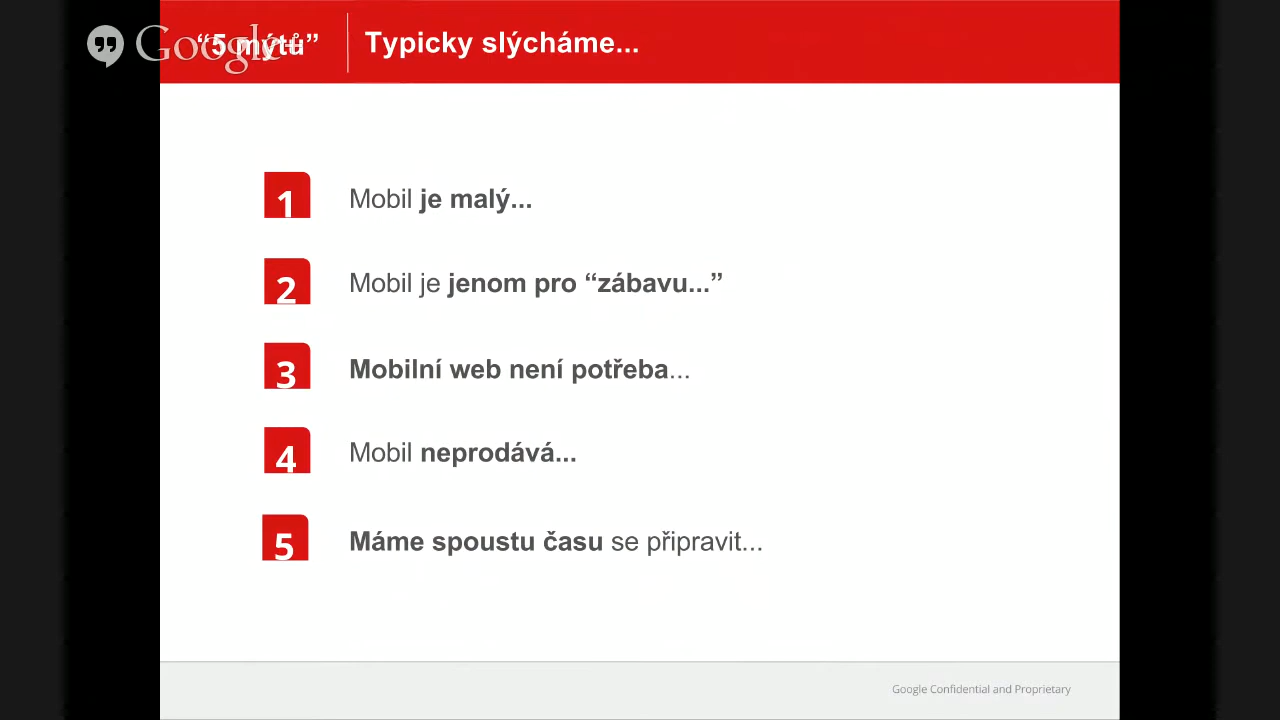 Google+
“5 mýtů”
Typicky slýcháme...
1 Mobil je malý...
2 Mobil je jenom pro “zábavu...”
3 Mobilní web není potřeba...
4 Mobil neprodává...
5 Máme spoustu času se připravit...
Google Confidential and Proprietary